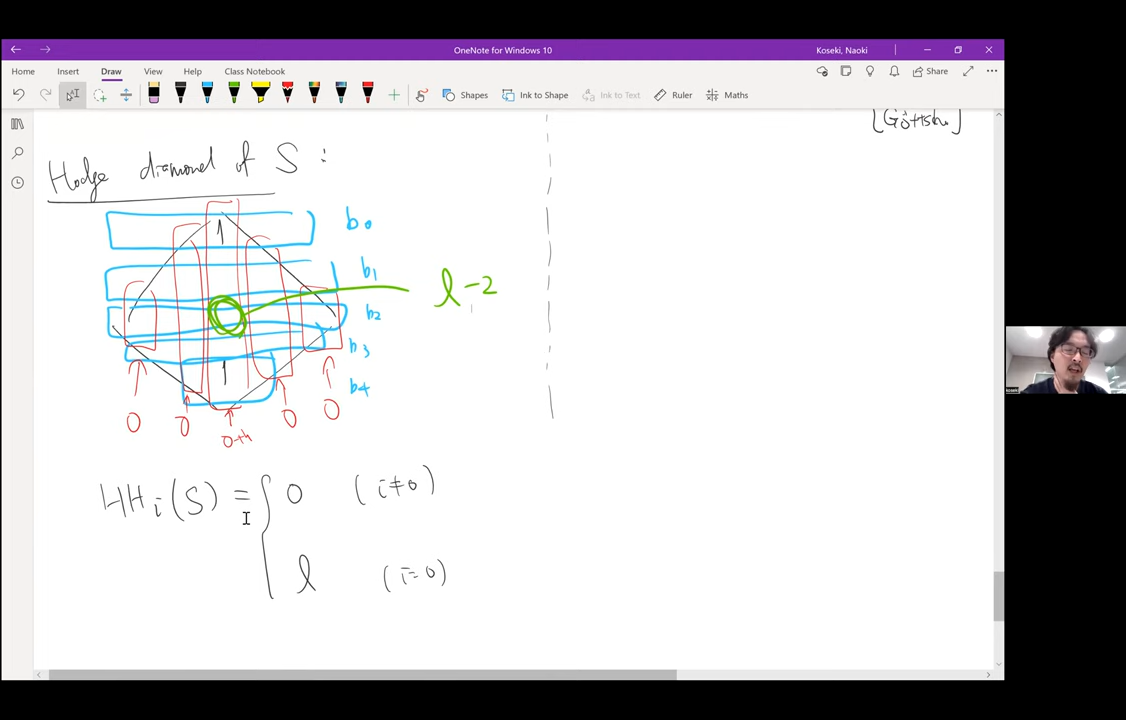 OneNote for Windows 10
Koseki, Naoki
Home Insert Draw View Help Class Notebook
Share
Shapes Ink to Shape Ink to Text Ruler Maths
Hodge diamond of S :
1 b0
b1
l - 2
b2
b3
1 b4
0 0 0-th 0 0
HHi(S) = { 0 (i≠0)
l (i=0)